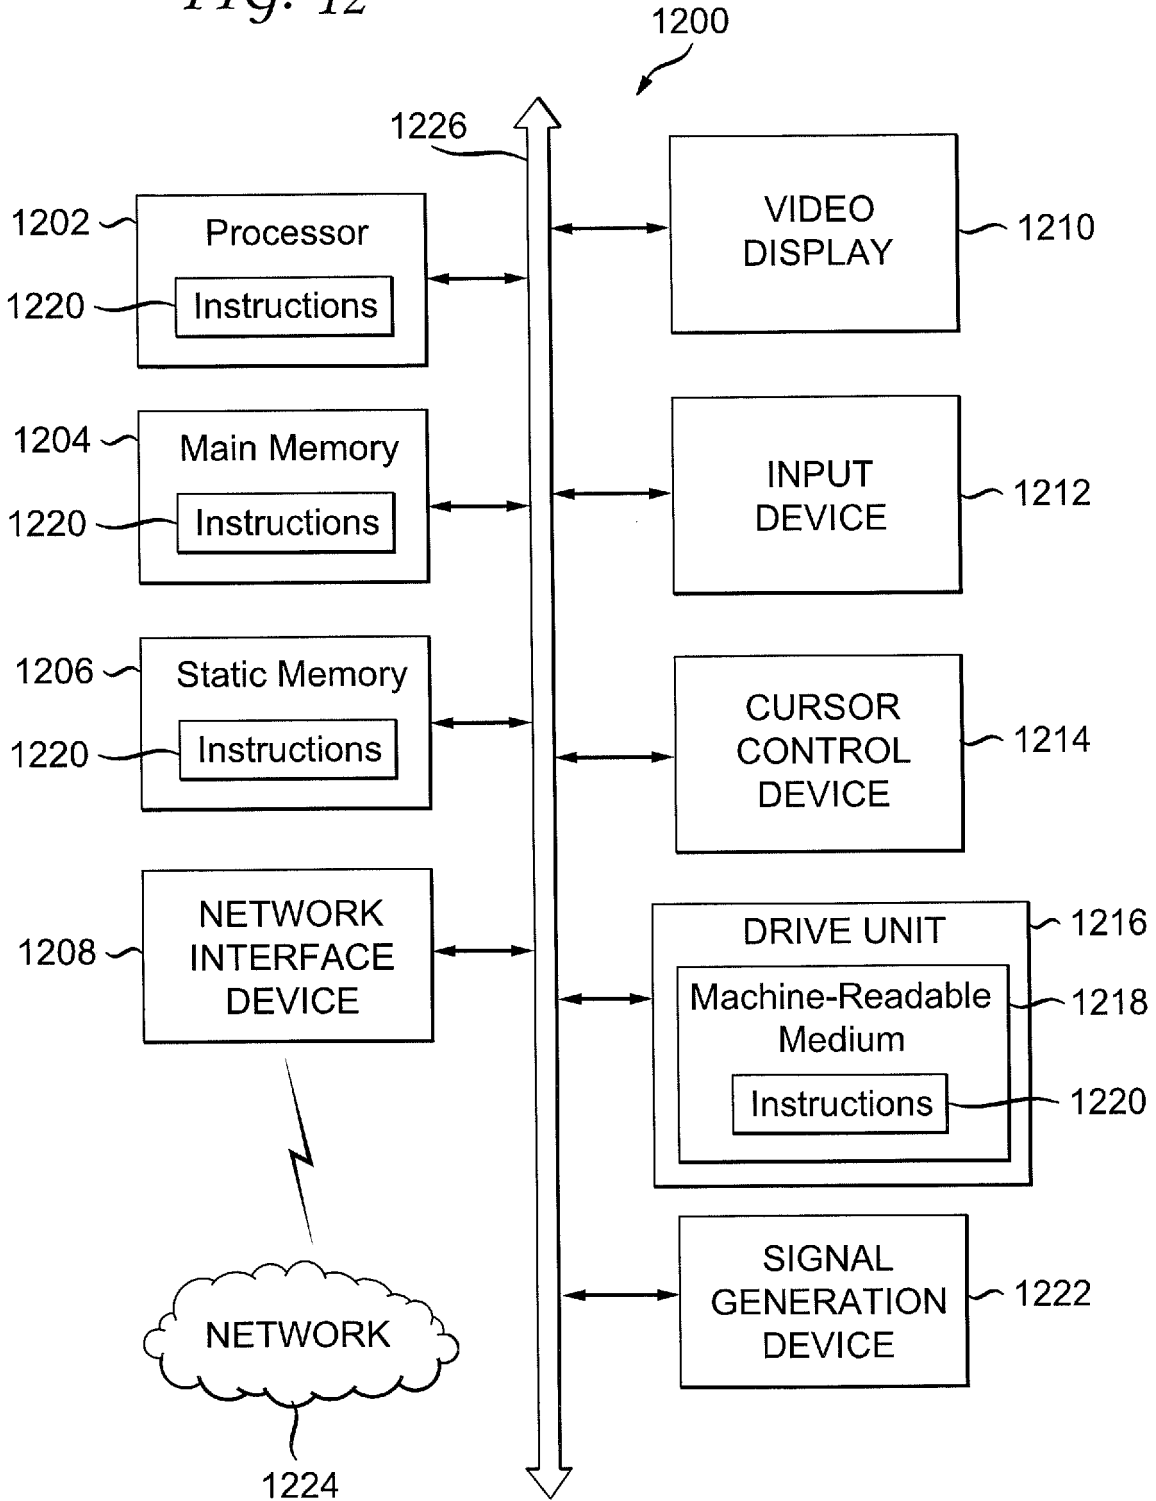 FIG. 12
1200
1226
1202
Processor
1220
Instructions
1204
Main Memory
1220
Instructions
1206
Static Memory
1220
Instructions
1208
NETWORK
INTERFACE
DEVICE
NETWORK
1224
VIDEO
DISPLAY
1210
INPUT
DEVICE
1212
CURSOR
CONTROL
DEVICE
1214
DRIVE UNIT
1216
Machine-Readable
Medium
1218
Instructions
1220
SIGNAL
GENERATION
DEVICE
1222